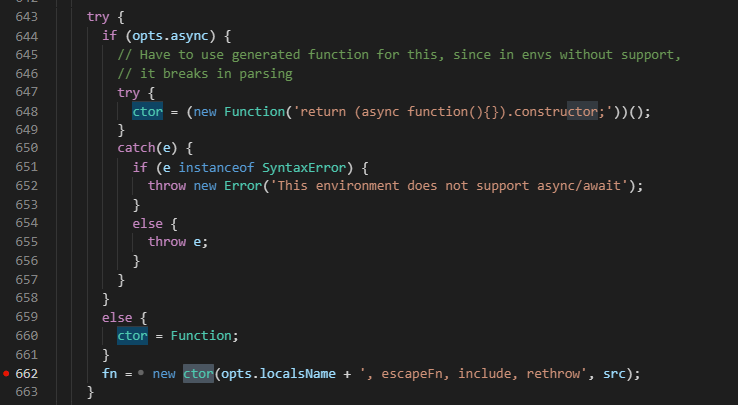 643 try {
644 if (opts.async) {
645 // Have to use generated function for this, since in envs without support,
646 // it breaks in parsing
647 try {
648 ctor = (new Function('return (async function(){}).constructor;'))();
649 }
650 catch(e) {
651 if (e instanceof SyntaxError) {
652 throw new Error('This environment does not support async/await');
653 }
654 else {
655 throw e;
656 }
657 }
658 }
659 else {
660 ctor = Function;
661 }
662 fn = new ctor(opts.localsName + ', escapeFn, include, rethrow', src);
663 }